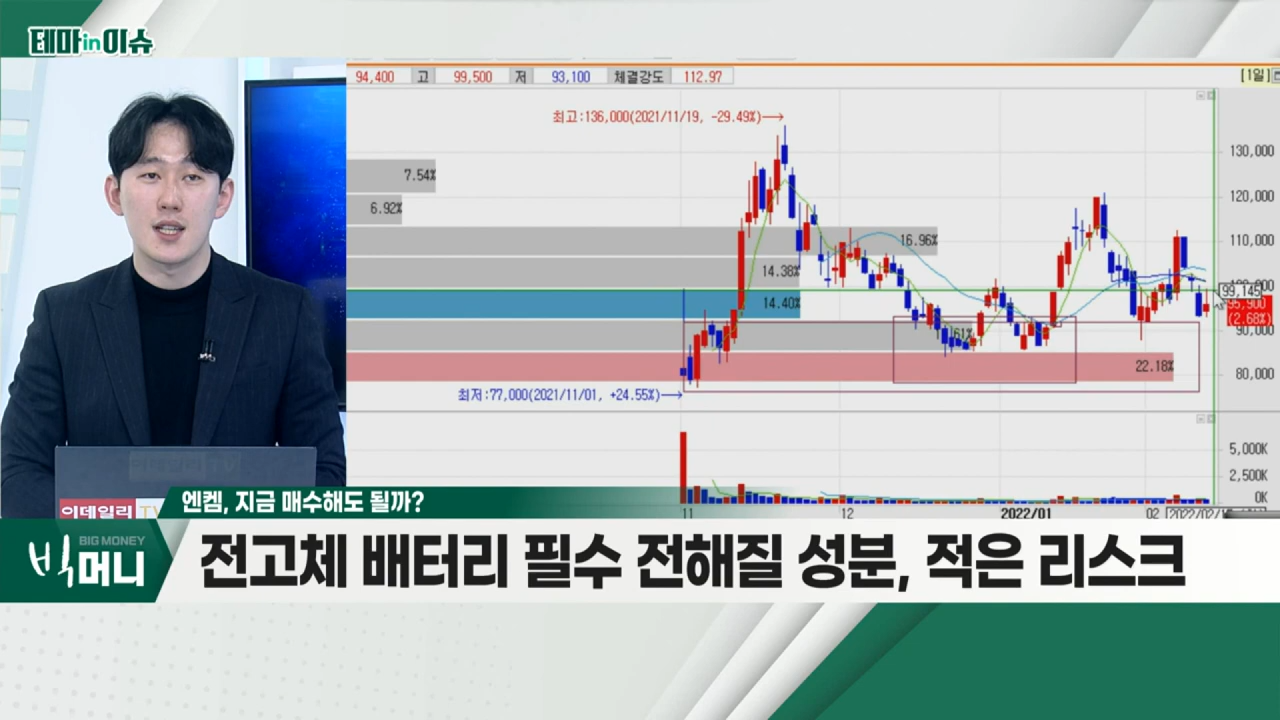 테마in이슈
94,400 고 99,500 저 93,100 체결강도 112.97
[1일]
최고:136,000(2021/11/19, -29.49%)→
130,000
7.54%
120,000
6.92%
16.96%
110,000
14.38%
14.40%
99,145
95,900
(2.68%)
90,000
61%
22.18%
80,000
최저:77,000(2021/11/01, +24.55%)→
5,000K
2,500K
0K
11 12 2022/01 02
이데일리 TV
엔켐, 지금 매수해도 될까?
BIG MONEY
빅머니
전고체 배터리 필수 전해질 성분, 적은 리스크